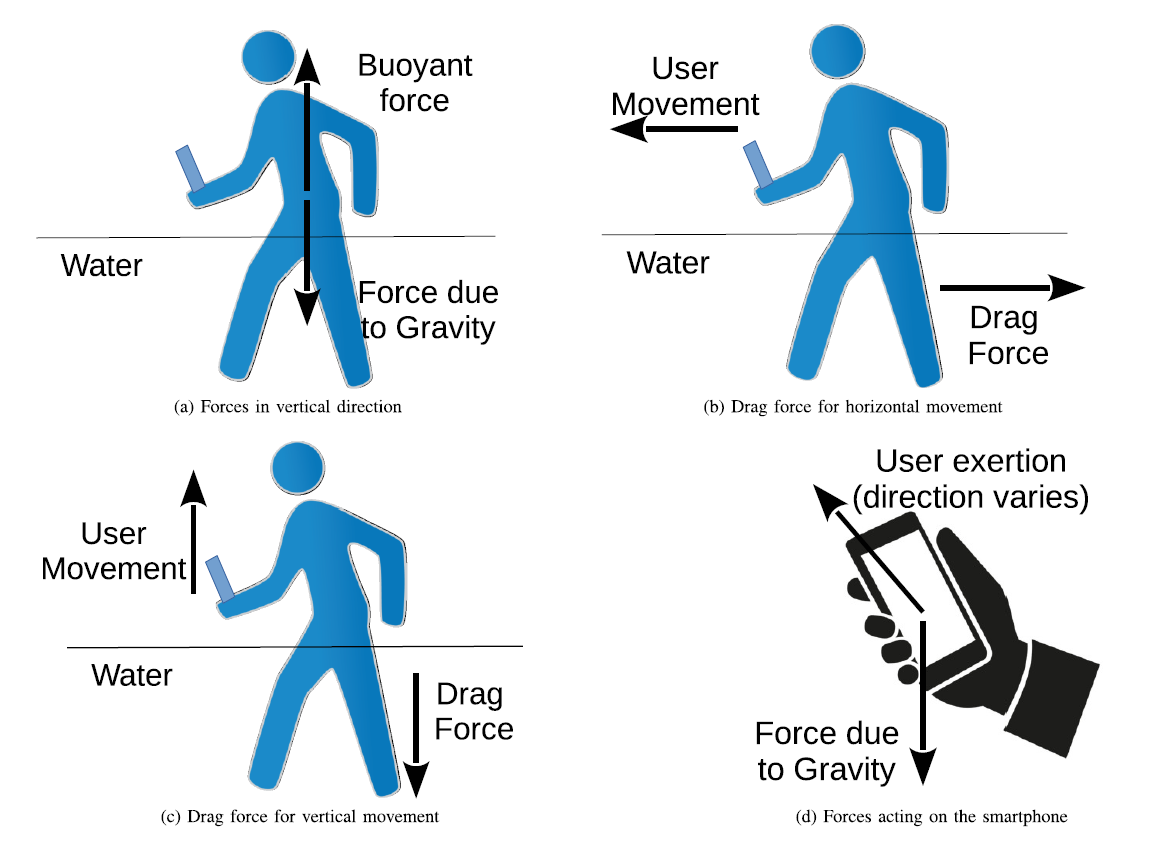 Buoyant
force
Water
Force due
to Gravity
(a) Forces in vertical direction
User
Movement
Water
Drag
Force
(b) Drag force for horizontal movement
User
Movement
Water
Drag
Force
(c) Drag force for vertical movement
User exertion
(direction varies)
Force due
to Gravity
(d) Forces acting on the smartphone